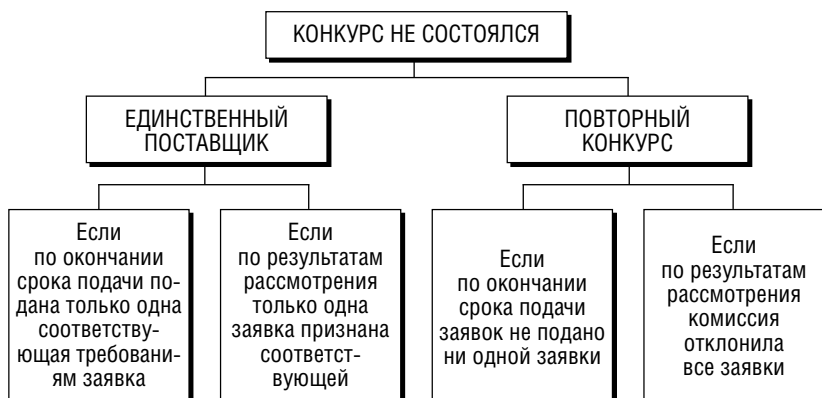 КОНКУРС НЕ СОСТОЯЛСЯ
ЕДИНСТВЕННЫЙ
ПОСТАВЩИК
ПОВТОРНЫЙ
КОНКУРС
Если
по окончании
срока подачи по-
дана только одна
соответству-
ющая требовани-
ям заявка
Если
по результатам
рассмотрения
только одна
заявка признана
соответст-
вующей
Если
по окончании
срока подачи
заявок не подано
ни одной заявки
Если
по результатам
рассмотрения
комиссия
отклонила
все заявки